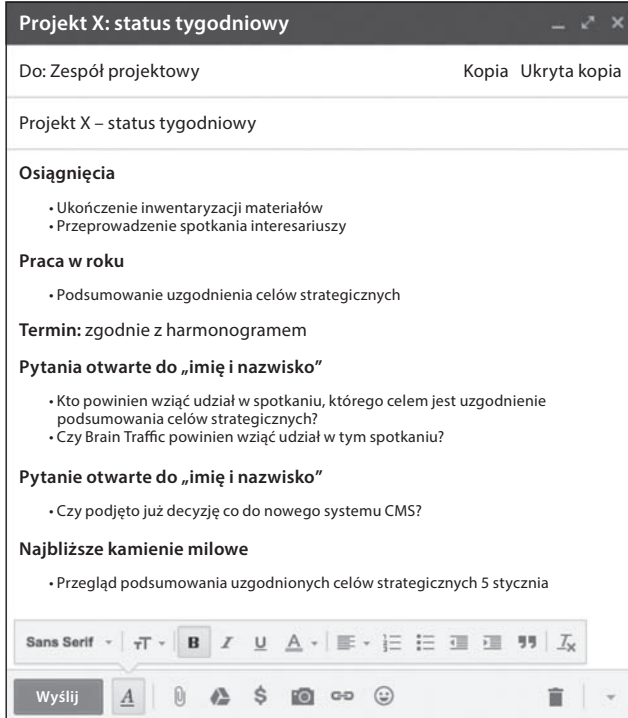 Projekt X: status tygodniowy
Do: Zespół projektowy Kopia Ukryta kopia
Projekt X – status tygodniowy
Osiągnięcia
• Ukończenie inwentaryzacji materiałów
• Przeprowadzenie spotkania interesariuszy
Praca w roku
• Podsumowanie uzgodnienia celów strategicznych
Termin: zgodnie z harmonogramem
Pytania otwarte do „imię i nazwisko”
• Kto powinien wziąć udział w spotkaniu, którego celem jest uzgodnienie
podsumowania celów strategicznych?
• Czy Brain Traffic powinien wziąć udział w tym spotkaniu?
Pytanie otwarte do „imię i nazwisko”
• Czy podjęto już decyzję co do nowego systemu CMS?
Najbliższe kamienie milowe
• Przegląd podsumowania uzgodnionych celów strategicznych 5 stycznia
Sans Serif TT B I U A Tx
Wyślij A $